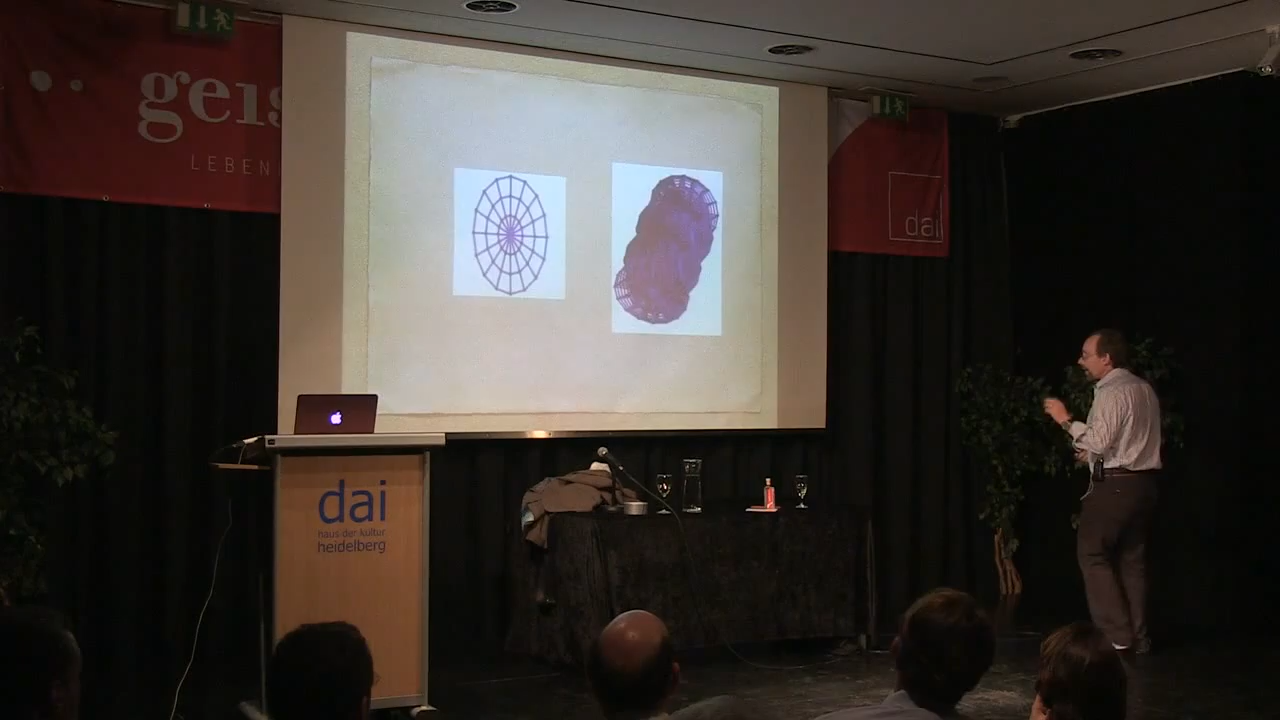 geis
LEBEN
dai
dai
haus der kultur
heidelberg